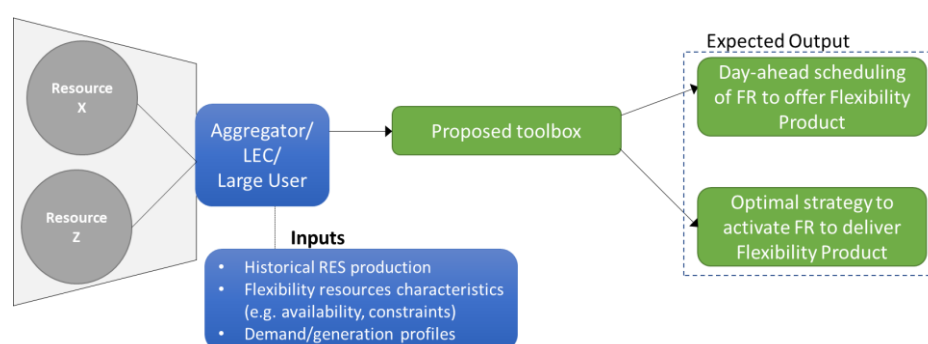 Resource
X
Resource
Z
Aggregator/
LEC/
Large User
Inputs
• Historical RES production
• Flexibility resources characteristics
(e.g. availability, constraints)
• Demand/generation profiles
Proposed toolbox
Expected Output
Day-ahead scheduling
of FR to offer Flexibility
Product
Optimal strategy to
activate FR to deliver
Flexibility Product